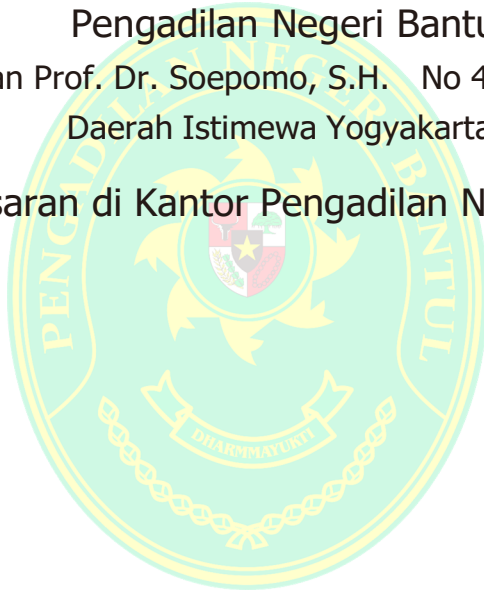 Pengadilan Negeri Bantu
an Prof. Dr. Soepomo, S.H. No 4
Daerah Istimewa Yogyakarta
saran di Kantor Pengadilan N
PENGADILAN NEGERI BANTUL
DHARMMAYUKTI